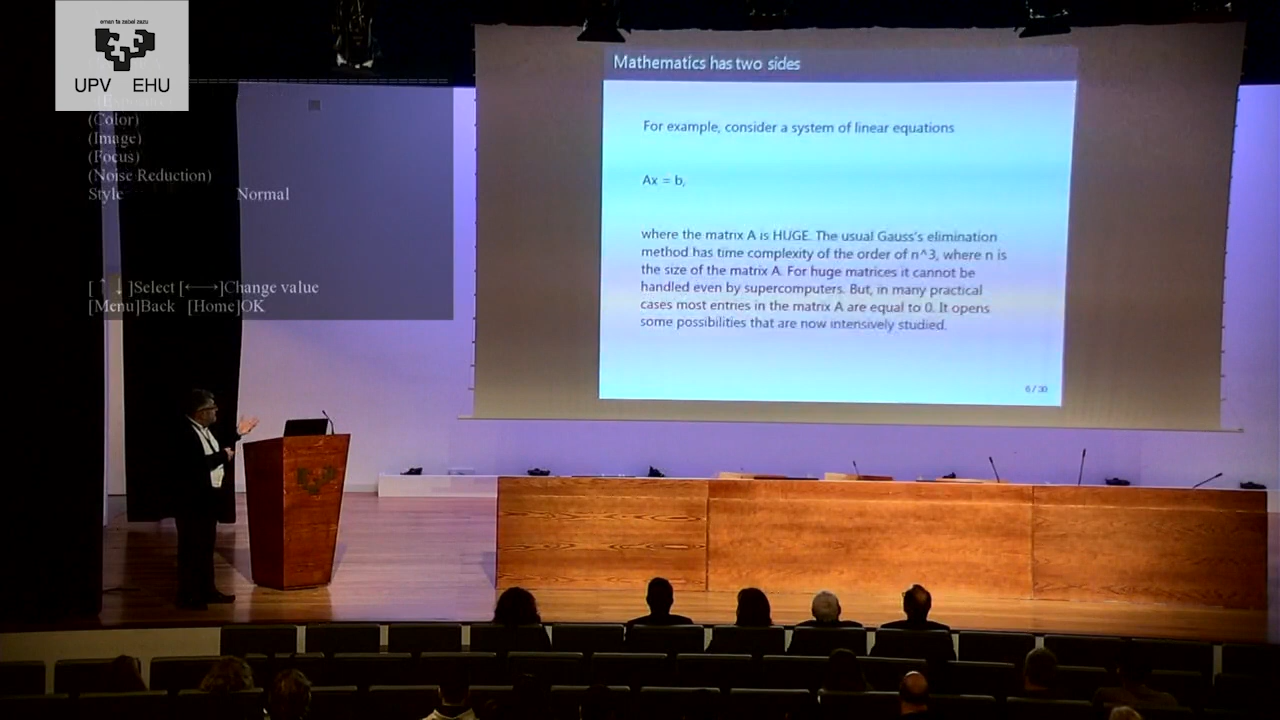 eman ta zabal zazu
UPV EHU
(Color)
(Image)
(Focus)
(Noise Reduction)
Style Normal
[↑ ↓]Select [←→]Change value
[Menu]Back [Home]OK
Mathematics has two sides
For example, consider a system of linear equations
Ax = b,
where the matrix A is HUGE. The usual Gauss's elimination
method has time complexity of the order of n^3, where n is
the size of the matrix A. For huge matrices it cannot be
handled even by supercomputers. But, in many practical
cases most entries in the matrix A are equal to 0. It opens
some possibilities that are now intensively studied.
6 / 30